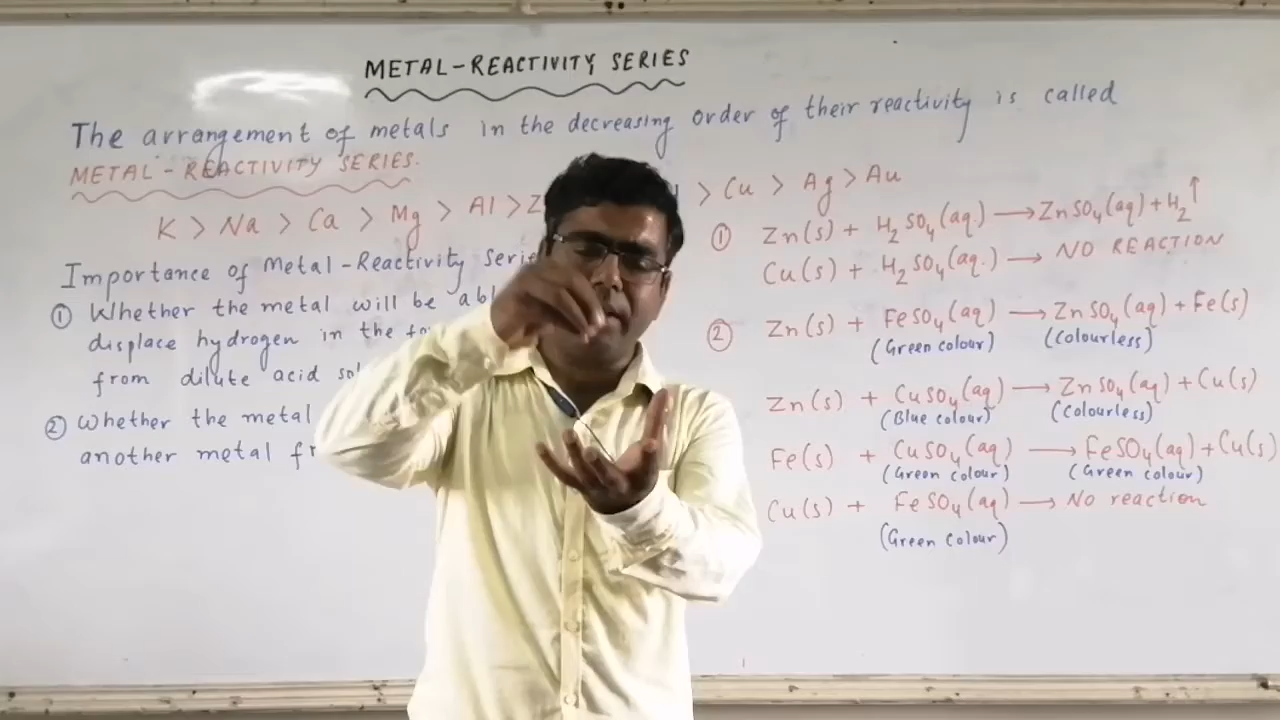 METAL-REACTIVITY SERIES
The arrangement of metals in the decreasing order of their reactivity is called
METAL-REACTIVITY SERIES.
K > Na > Ca > Mg > Al > Z > Cu > Ag > Au
Importance of Metal-Reactivity Serie
① Whether the metal will be abl
displace hydrogen in the fo
from dilute acid sol
② Whether the metal
another metal fr
① Zn(s) + H₂SO₄(aq.) → ZnSO₄(aq) + H₂↑
Cu(s) + H₂SO₄(aq.) → NO REACTION
② Zn(s) + FeSO₄(aq) → ZnSO₄(aq) + Fe(s)
(Green colour) (Colourless)
Zn(s) + CuSO₄(aq) → ZnSO₄(aq) + Cu(s)
(Blue colour) (Colourless)
Fe(s) + CuSO₄(aq) → FeSO₄(aq) + Cu(s)
(Green colour) (Green colour)
Cu(s) + FeSO₄(aq) → No reaction
(Green colour)